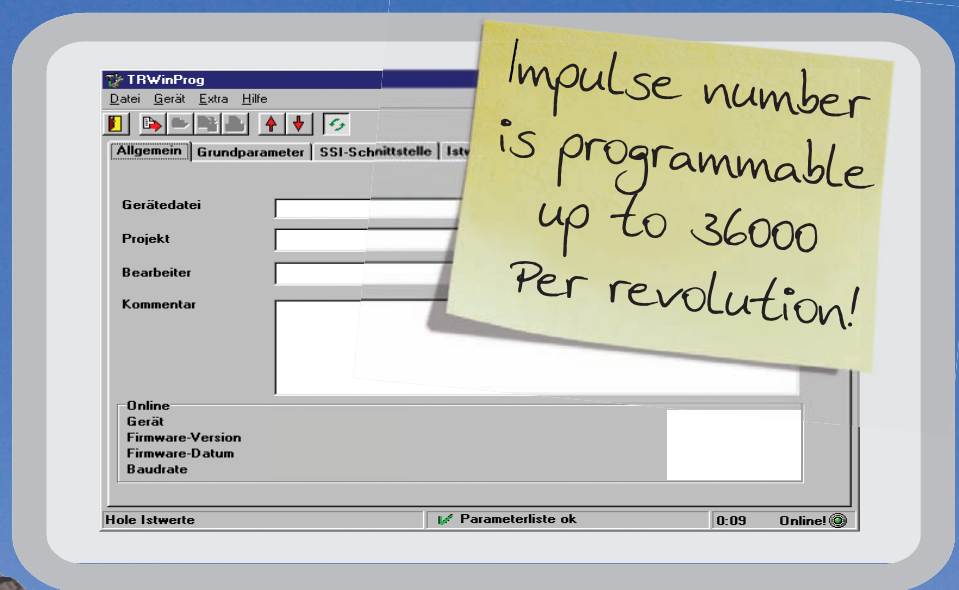 TRWinProg
Datei Gerät Extra Hilfe
Allgemein Grundparameter SSI-Schnittstelle
Gerätedatei
Projekt
Bearbeiter
Kommentar
Online
Gerät
Firmware-Version
Firmware-Datum
Baudrate
Hole Istwerte Parameterliste ok 0:09 Online!
Impulse number
is programmable
up to 36000
Per revolution!